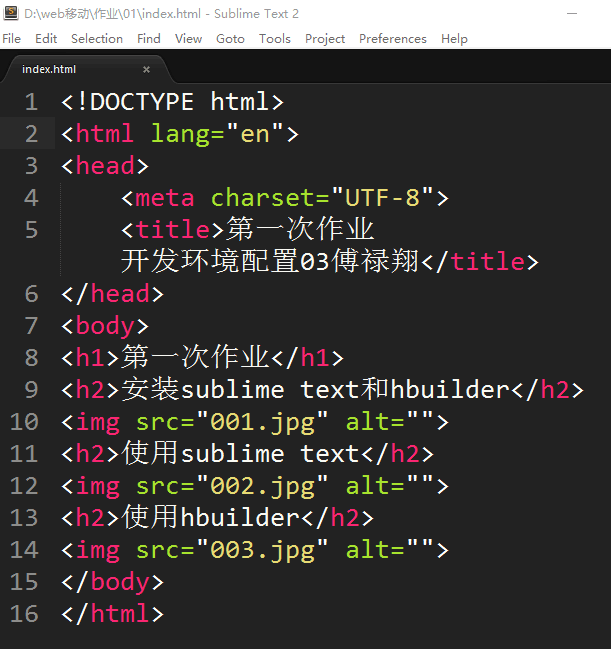 D:\web移动\作业\01\index.html - Sublime Text 2
File Edit Selection Find View Goto Tools Project Preferences Help
index.html ×
1 <!DOCTYPE html>
2 <html lang="en">
3 <head>
4 <meta charset="UTF-8">
5 <title>第一次作业
开发环境配置03傅禄翔</title>
6 </head>
7 <body>
8 <h1>第一次作业</h1>
9 <h2>安装sublime text和hbuilder</h2>
10 <img src="001.jpg" alt="">
11 <h2>使用sublime text</h2>
12 <img src="002.jpg" alt="">
13 <h2>使用hbuilder</h2>
14 <img src="003.jpg" alt="">
15 </body>
16 </html>